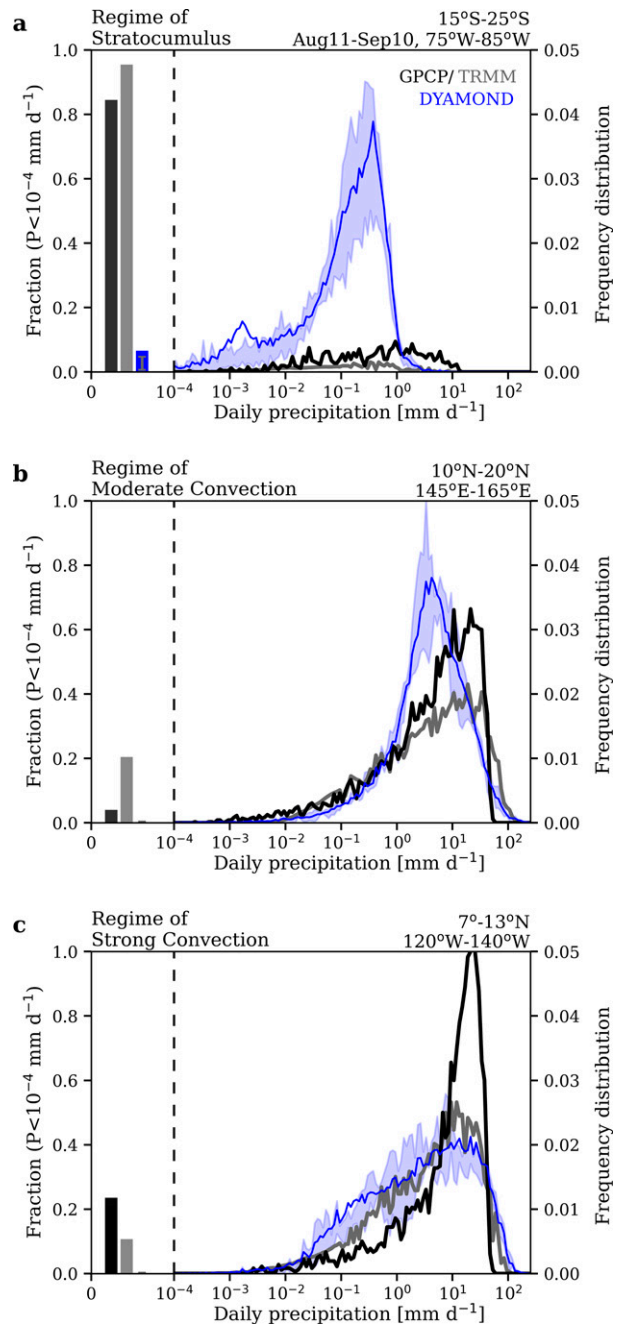 a
Regime of
Stratocumulus
15°S-25°S
Aug11-Sep10, 75°W-85°W
GPCP/ TRMM
DYAMOND
Fraction (P<10⁻⁴ mm d⁻¹)
1.0
0.8
0.6
0.4
0.2
0.0
Frequency distribution
0.05
0.04
0.03
0.02
0.01
0.00
0 10⁻⁴ 10⁻³ 10⁻² 10⁻¹ 10⁰ 10¹ 10²
Daily precipitation [mm d⁻¹]
b
Regime of
Moderate Convection
10°N-20°N
145°E-165°E
Fraction (P<10⁻⁴ mm d⁻¹)
1.0
0.8
0.6
0.4
0.2
0.0
Frequency distribution
0.05
0.04
0.03
0.02
0.01
0.00
0 10⁻⁴ 10⁻³ 10⁻² 10⁻¹ 10⁰ 10¹ 10²
Daily precipitation [mm d⁻¹]
c
Regime of
Strong Convection
7°-13°N
120°W-140°W
Fraction (P<10⁻⁴ mm d⁻¹)
1.0
0.8
0.6
0.4
0.2
0.0
Frequency distribution
0.05
0.04
0.03
0.02
0.01
0.00
0 10⁻⁴ 10⁻³ 10⁻² 10⁻¹ 10⁰ 10¹ 10²
Daily precipitation [mm d⁻¹]